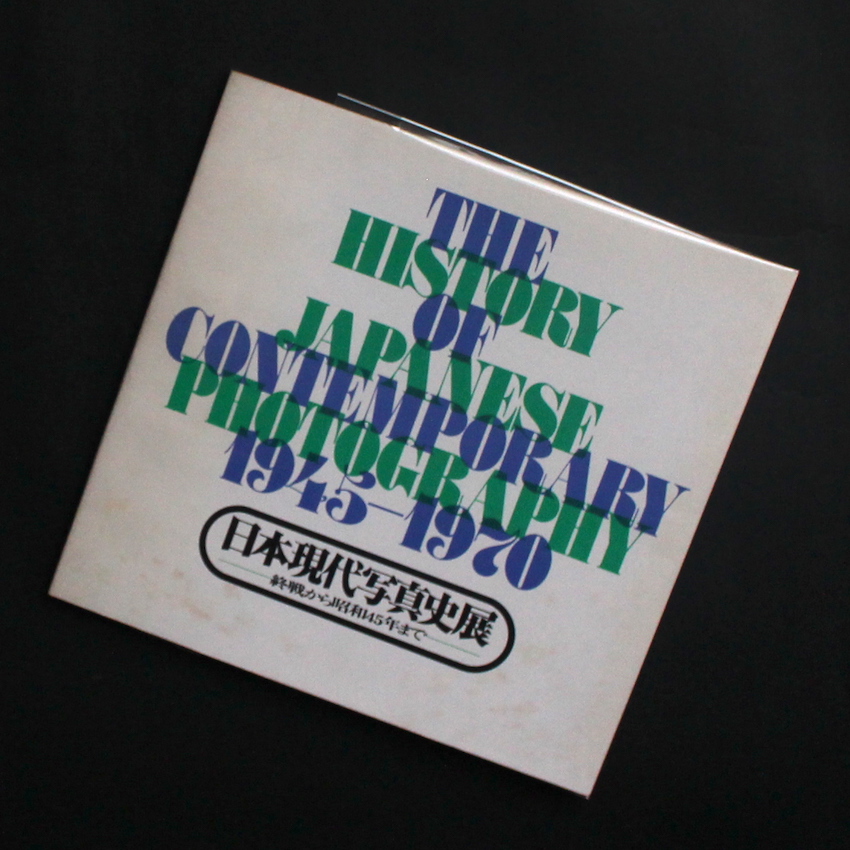 THE
HISTORY
OF
JAPANESE
CONTEMPORARY
PHOTOGRAPHY
1945—1970
日本現代写真史展
終戦から昭和45年まで